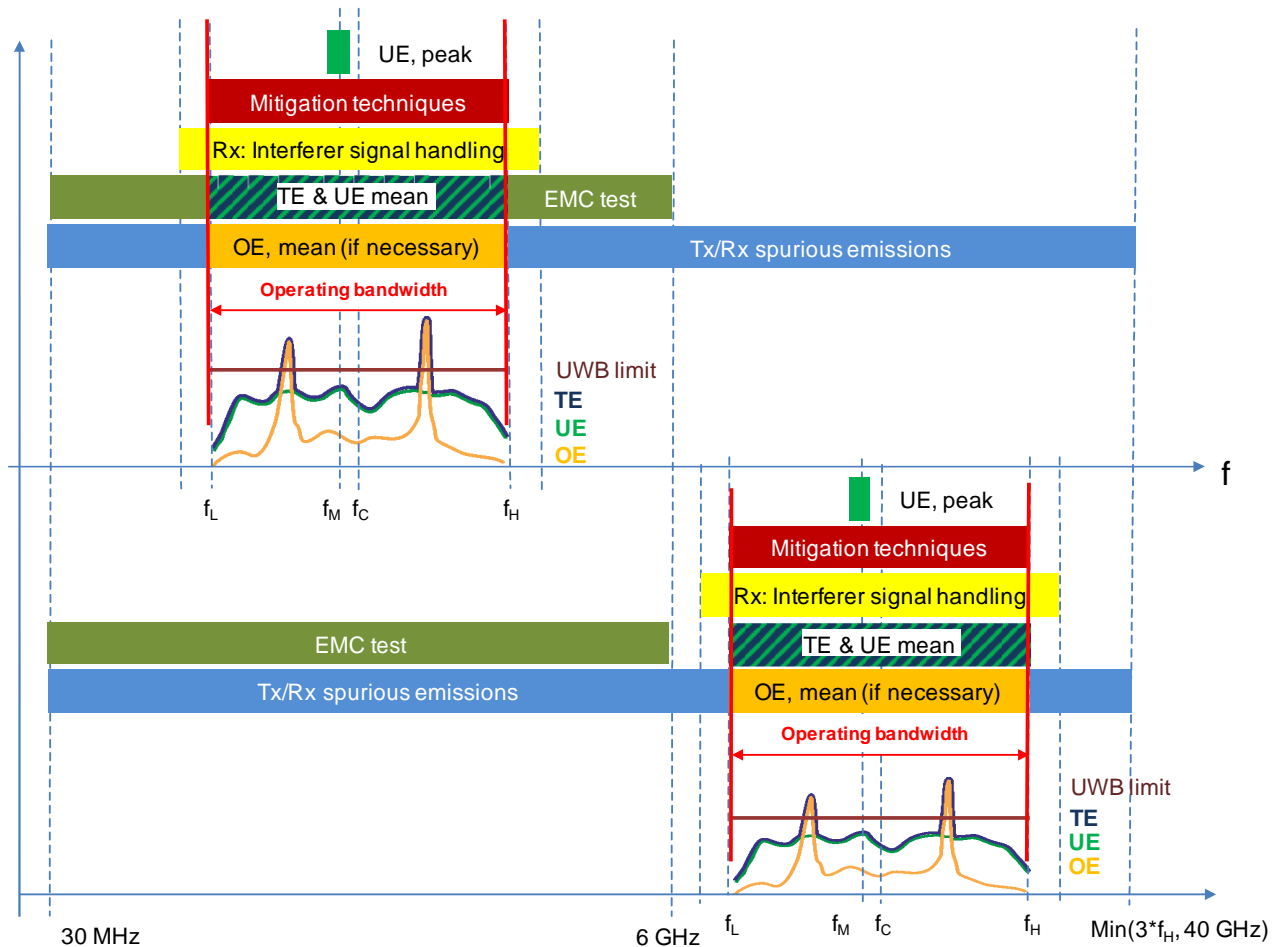 UE, peak
Mitigation techniques
Rx: Interferer signal handling
TE & UE mean
EMC test
OE, mean (if necessary)
Tx/Rx spurious emissions
Operating bandwidth
UWB limit
TE
UE
OE
f
fL
fM
fC
fH
UE, peak
Mitigation techniques
Rx: Interferer signal handling
TE & UE mean
EMC test
Tx/Rx spurious emissions
OE, mean (if necessary)
Operating bandwidth
UWB limit
TE
UE
OE
30 MHz
6 GHz
fL
fM
fC
fH
Min(3*fH, 40 GHz)